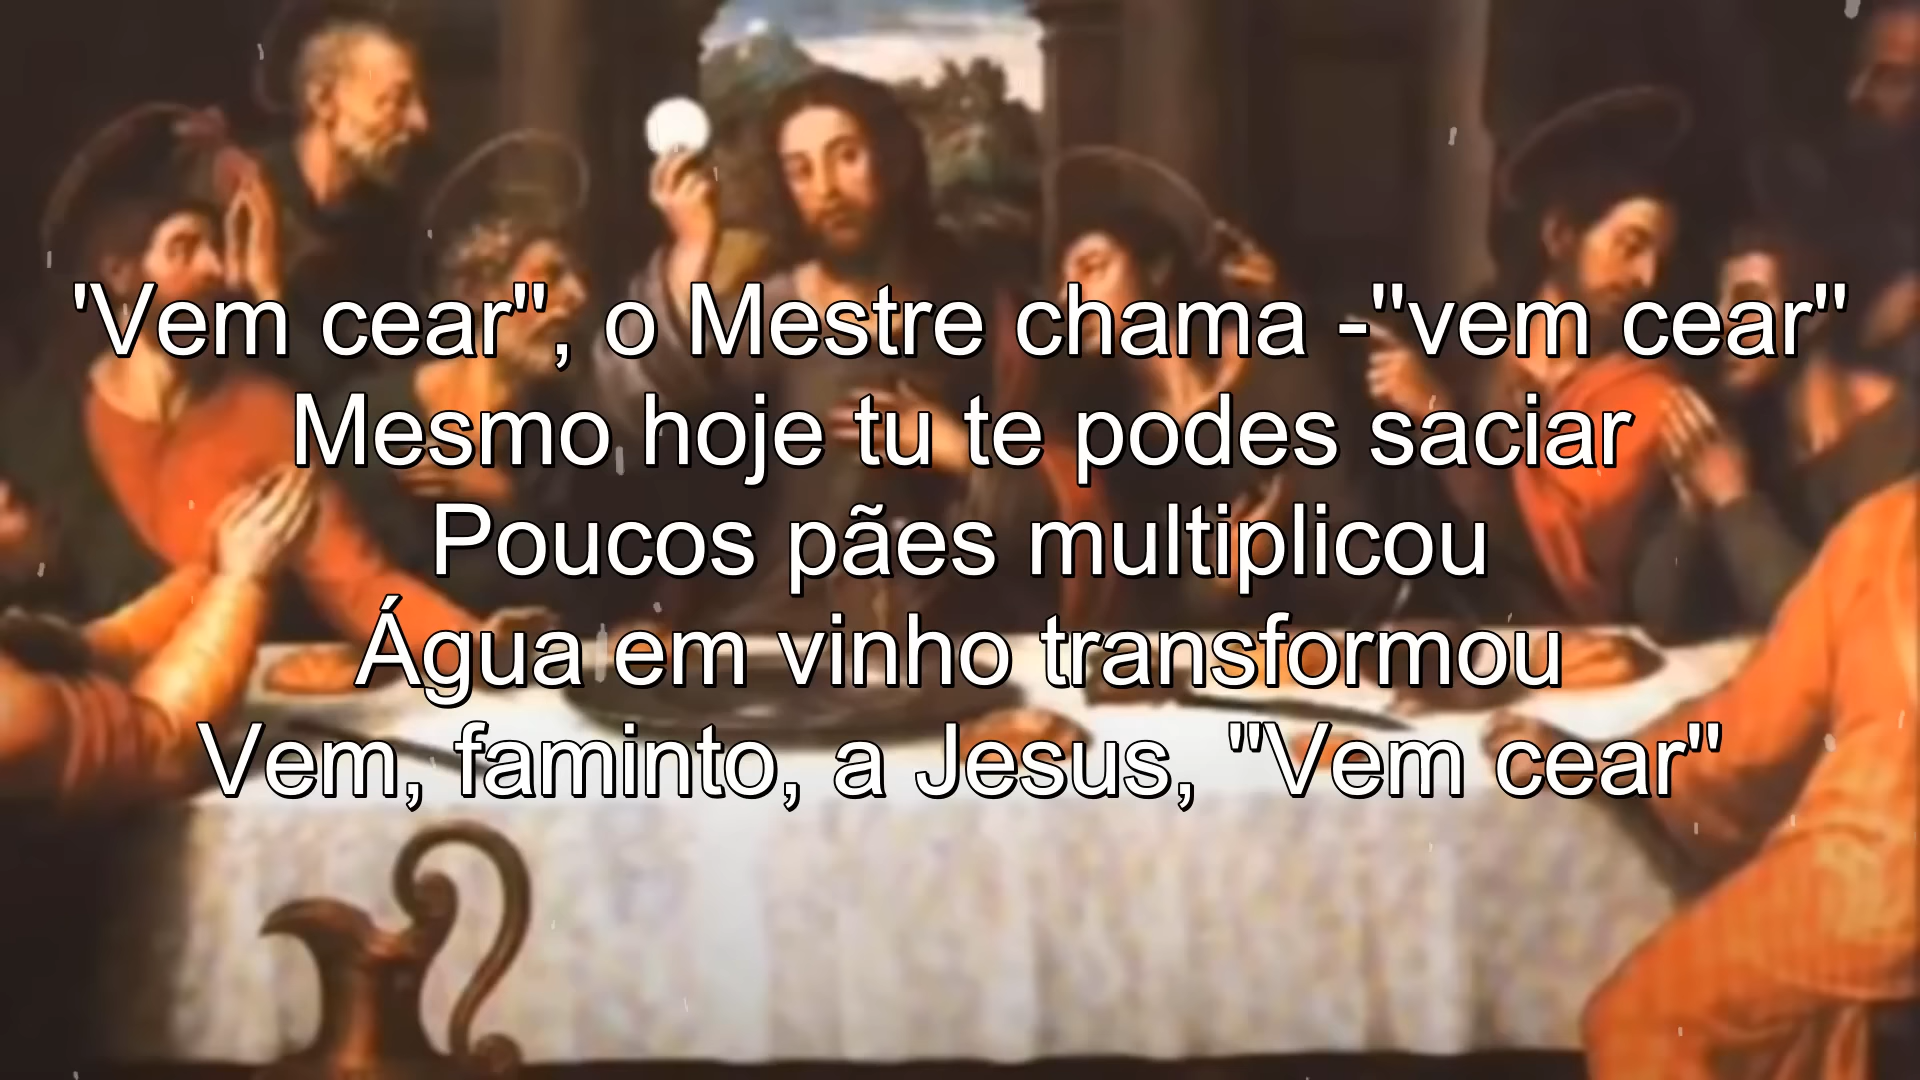 'Vem cear", o Mestre chama -"vem cear"
Mesmo hoje tu te podes saciar
Poucos pães multiplicou
Água em vinho transformou
Vem, faminto, a Jesus, "Vem cear"